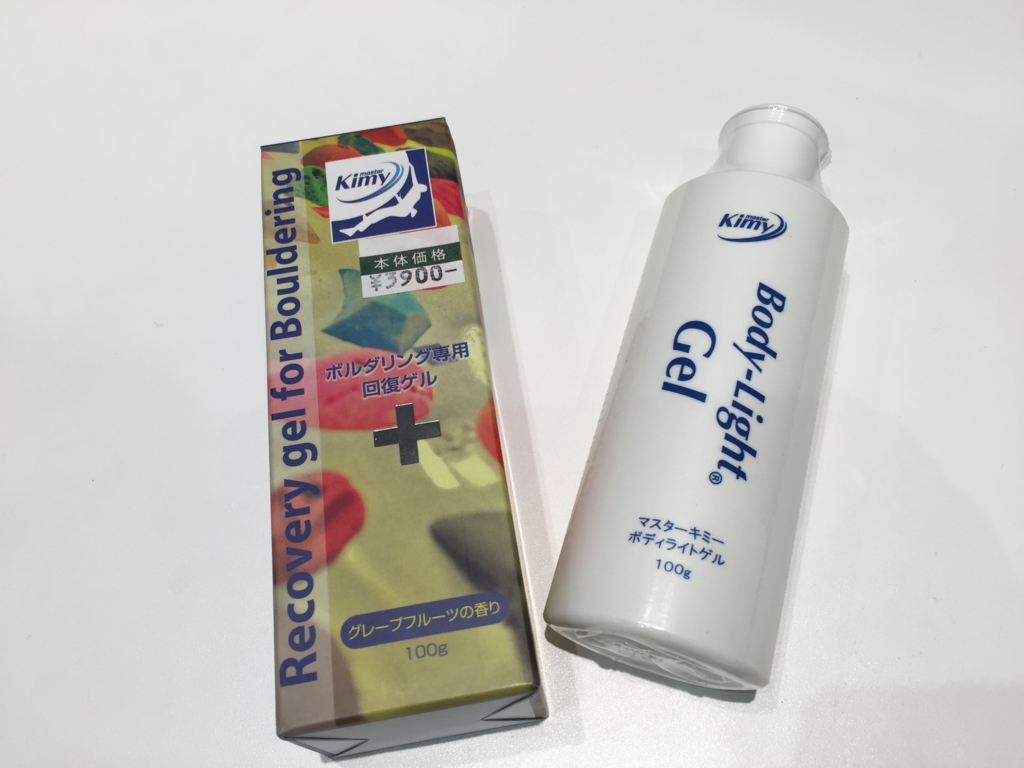 Recovery gel for Bouldering
master
Kimy
本体価格
¥3900-
ボルダリング専用
回復ゲル
グレープフルーツの香り
100g
master
Kimy
Body-Light®
Gel
マスターキミー
ボディライトゲル
100g